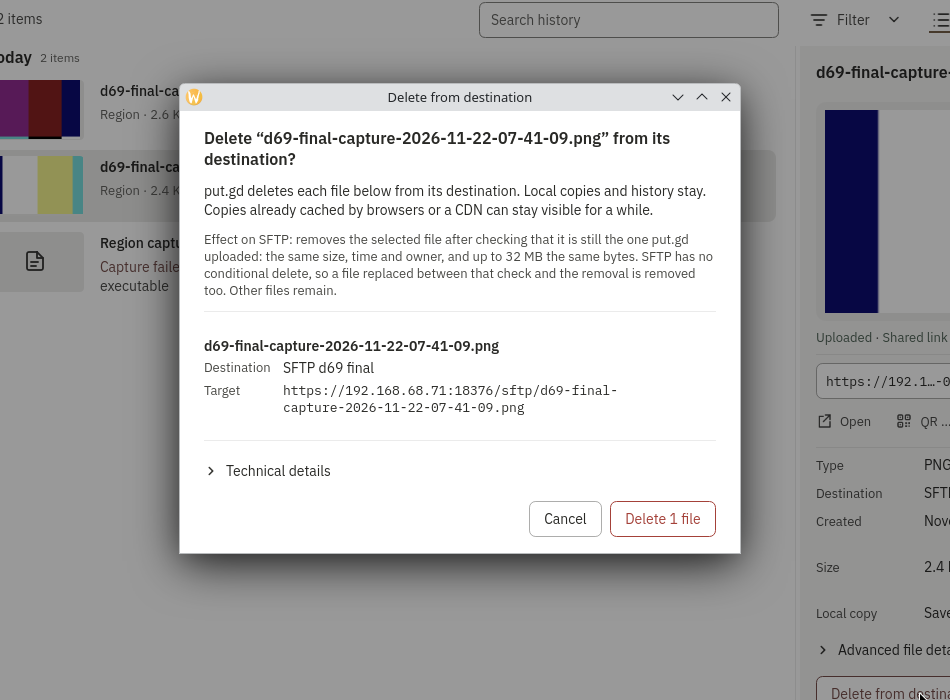 2 items
Search history
Filter
oday 2 items
d69-final-ca
Region · 2.6 K
d69-final-ca
Region · 2.4 K
Region captu
Capture faile
executable
Delete from destination
Delete “d69-final-capture-2026-11-22-07-41-09.png” from its
destination?
put.gd deletes each file below from its destination. Local copies and history stay.
Copies already cached by browsers or a CDN can stay visible for a while.
Effect on SFTP: removes the selected file after checking that it is still the one put.gd
uploaded: the same size, time and owner, and up to 32 MB the same bytes. SFTP has no
conditional delete, so a file replaced between that check and the removal is removed
too. Other files remain.
d69-final-capture-2026-11-22-07-41-09.png
Destination SFTP d69 final
Target https://192.168.68.71:18376/sftp/d69-final-
capture-2026-11-22-07-41-09.png
Technical details
Cancel
Delete 1 file
d69-final-capture-
Uploaded · Shared link
https://192.1…-0
Open
QR ...
Type PNG
Destination SFT
Created Nov
Size 2.4
Local copy Save
Advanced file deta
Delete from destina